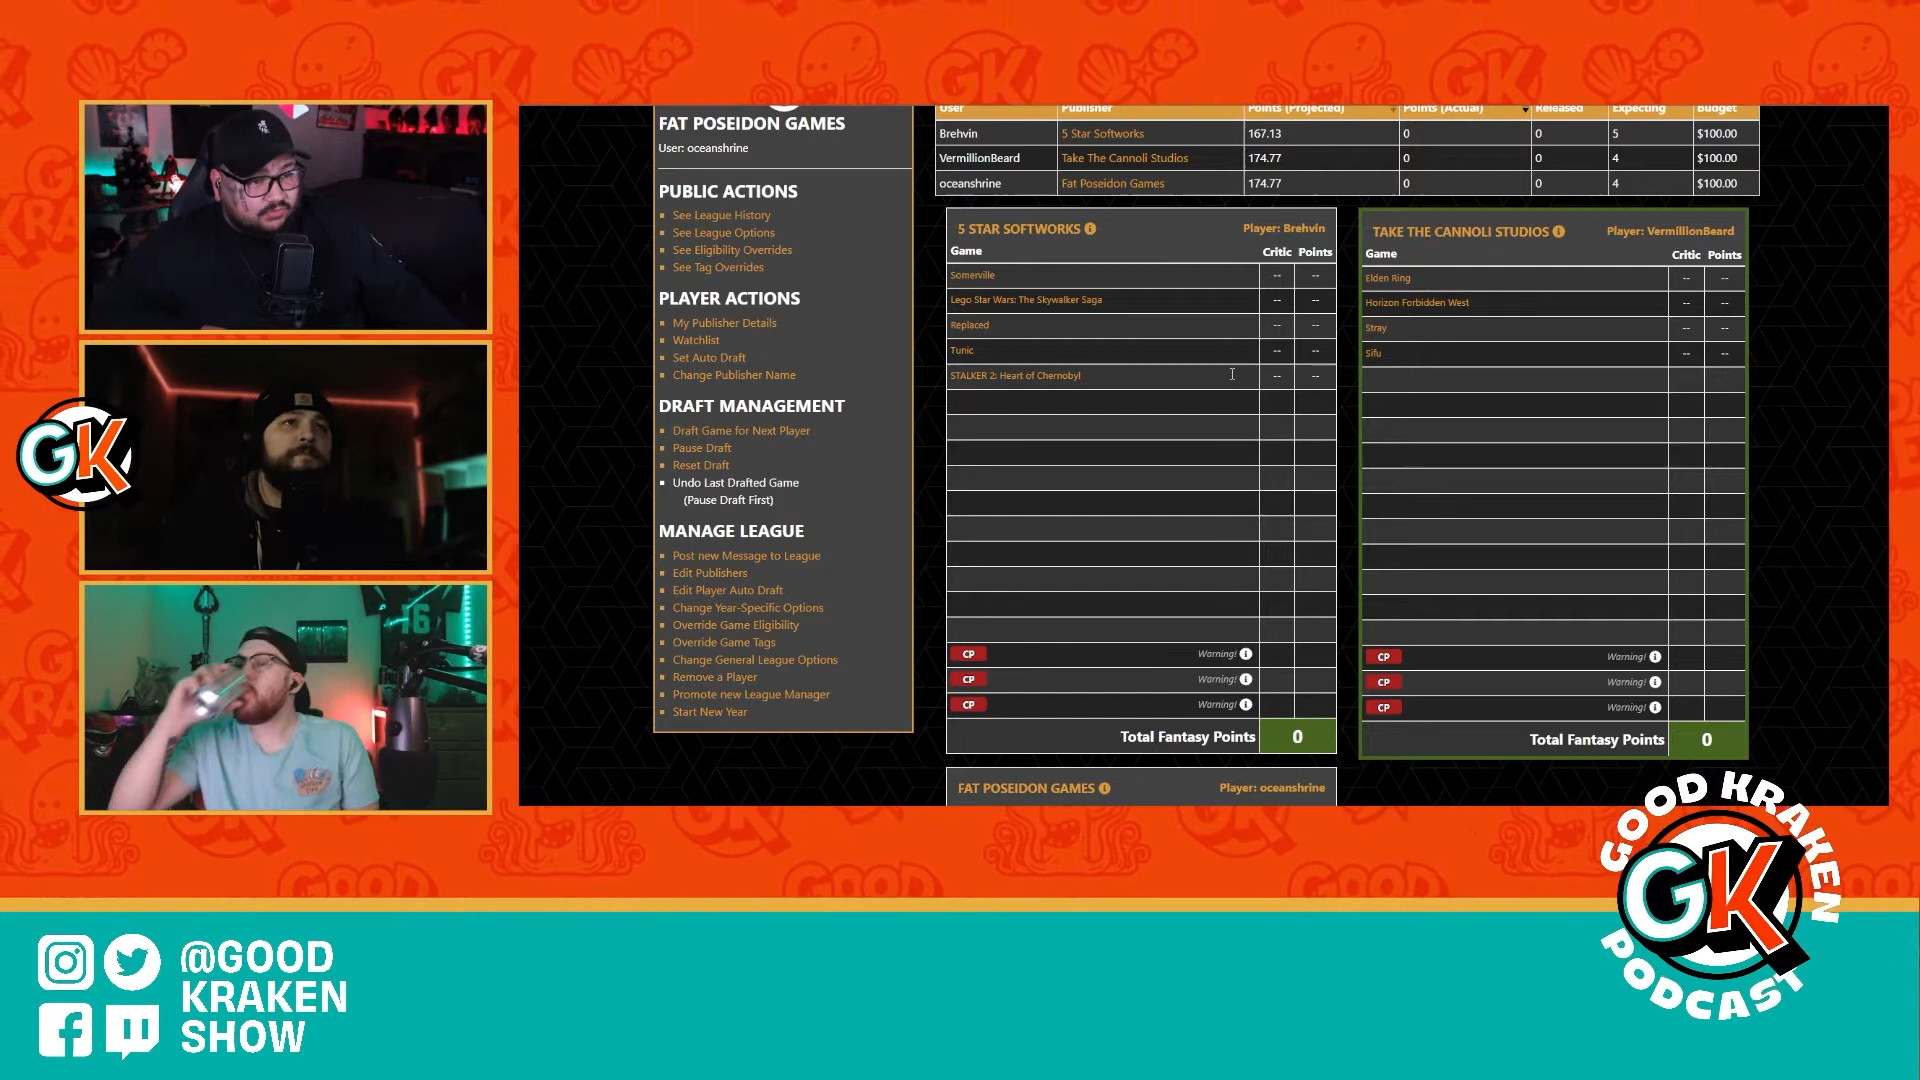 FAT POSEIDON GAMES
User: oceanshrine
PUBLIC ACTIONS
See League History
See League Options
See Eligibility Overrides
See Tag Overrides
PLAYER ACTIONS
My Publisher Details
Watchlist
Set Auto Draft
Change Publisher Name
DRAFT MANAGEMENT
Draft Game for Next Player
Pause Draft
Reset Draft
Undo Last Drafted Game
(Pause Draft First)
MANAGE LEAGUE
Post new Message to League
Edit Publishers
Edit Player Auto Draft
Change Year-Specific Options
Override Game Eligibility
Override Game Tags
Change General League Options
Remove a Player
Promote new League Manager
Start New Year
User Publisher Points (Projected) Points (Actual) Released Expecting Budget
Brehvin 5 Star Softworks 167.13 0 0 5 $100.00
VermillionBeard Take The Cannoli Studios 174.77 0 0 4 $100.00
oceanshrine Fat Poseidon Games 174.77 0 0 4 $100.00
5 STAR SOFTWORKS Player: Brehvin
Game Critic Points
Somerville -- --
Lego Star Wars: The Skywalker Saga -- --
Replaced -- --
Tunic -- --
STALKER 2: Heart of Chernobyl -- --
CP Warning!
CP Warning!
CP Warning!
Total Fantasy Points 0
TAKE THE CANNOLI STUDIOS Player: VermillionBeard
Game Critic Points
Elden Ring -- --
Horizon Forbidden West -- --
Stray -- --
Sifu -- --
CP Warning!
CP Warning!
CP Warning!
Total Fantasy Points 0
FAT POSEIDON GAMES Player: oceanshrine
GK
16
@GOOD
KRAKEN
SHOW
GOOD KRAKEN
GK
PODCAST